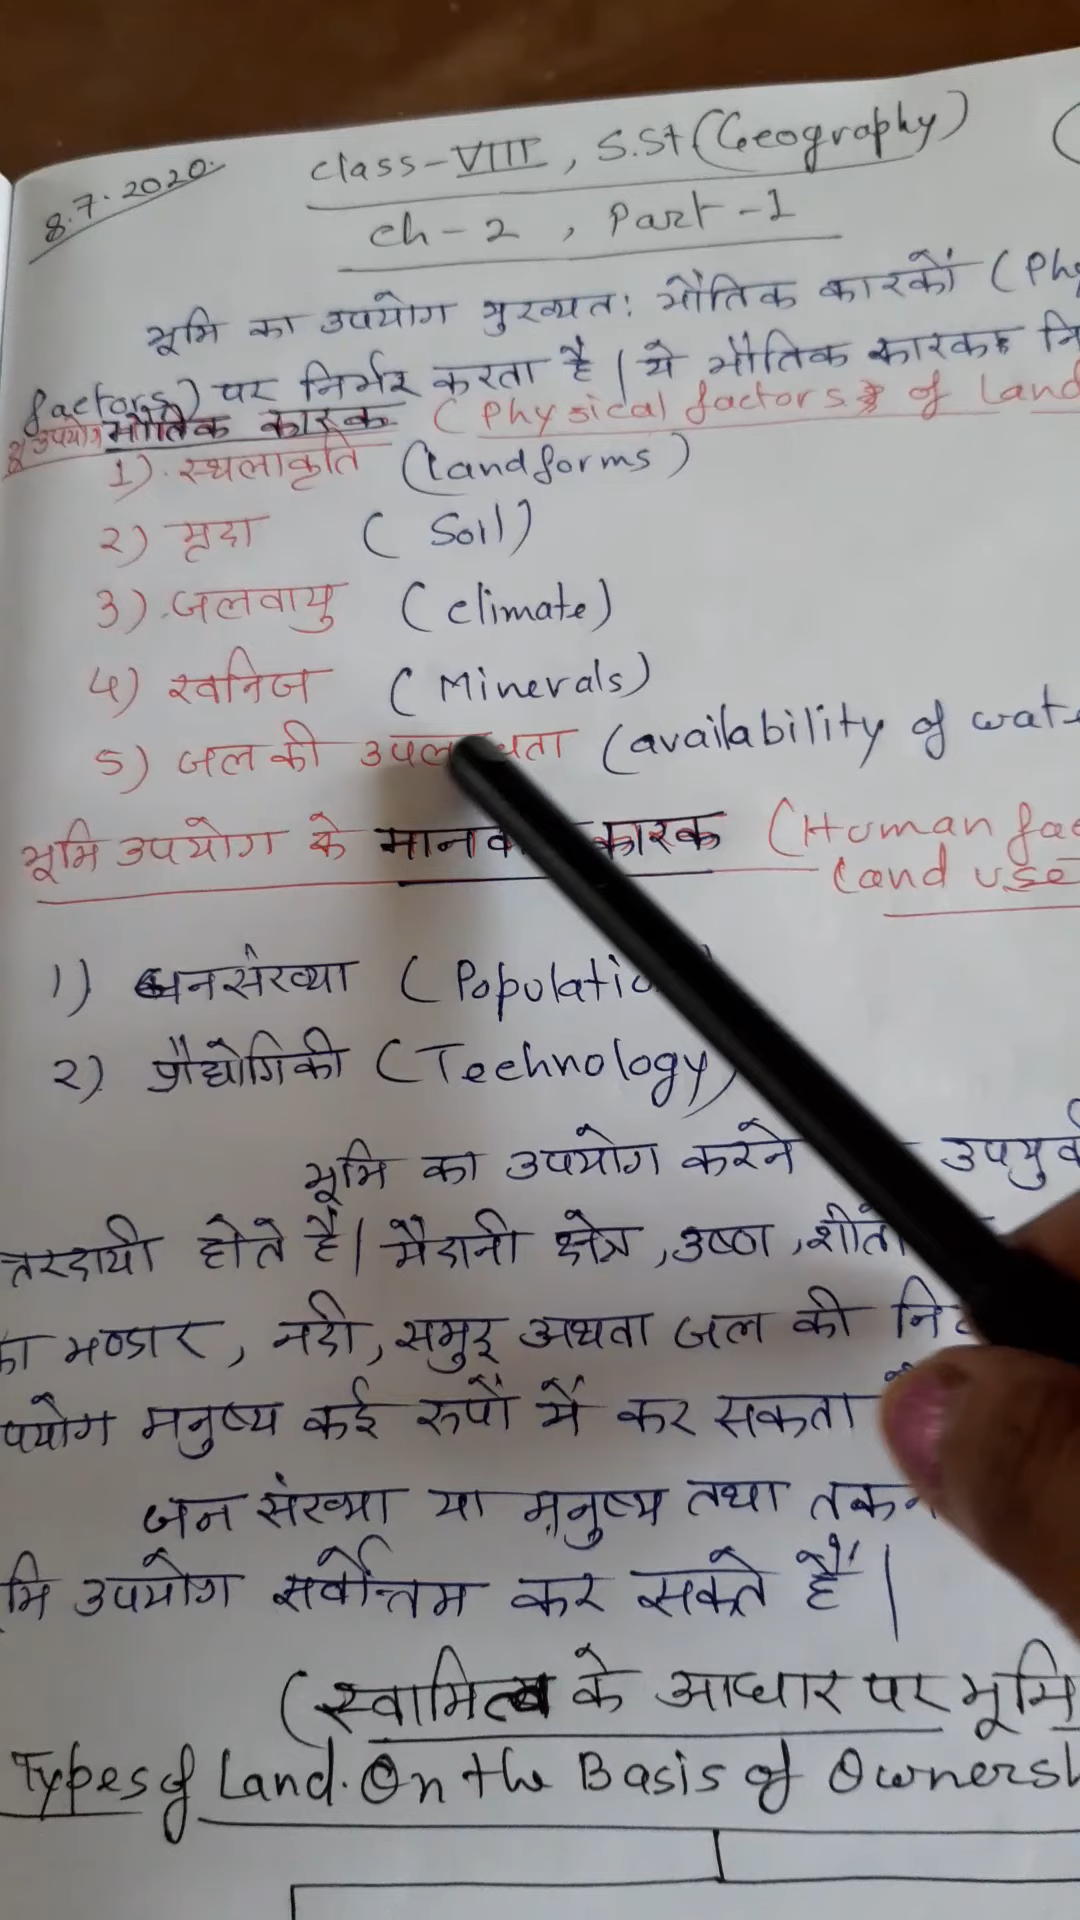 8.7.2020
class-VIII, S.St (Geography)
ch-2, Part-1
भूमि का उपयोग मुख्यत: भौतिक कारकों (Phy
factors) पर निर्भर करता है। ये भौतिक कारक नि
भू उपयोग भौतिक कारक (Physical factors of Land
1) स्थलाकृति (Landforms)
2) मृदा (Soil)
3) जलवायु (climate)
4) खनिज (Minerals)
5) जल की (availability of wate
भूमि उपयोग के कारक (Human fac
Land use
1) जनसंख्या (Populatio
2) प्रौद्योगिकी (Technology)
भूमि का उपयोग करने उपयुर्क
त्तरदायी होते हैं। मैदानी क्षेत्र, उष्ण, शीतो
का भण्डार, नदी, समुद्र अथवा जल की नि
पयोग मनुष्य कई रुपों में कर सकता
जन संख्या या मनुष्य तथा तकन
मि उपयोग सर्वोत्तम कर सकते हैं।
(स्वामित्व के आधार पर भूमि
Types of Land. On the Basis of Ownersh